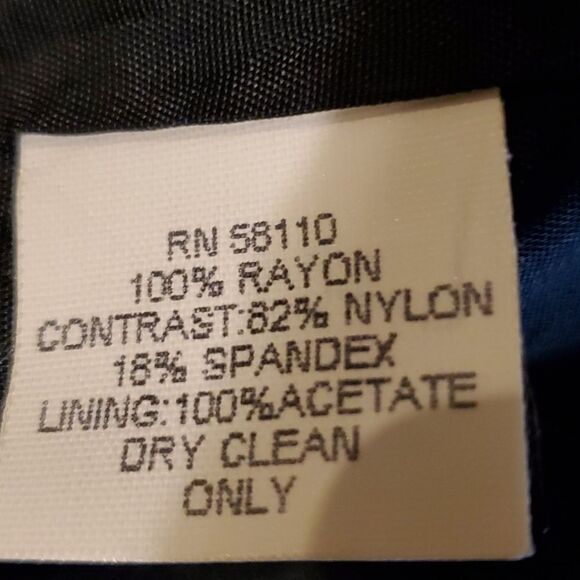 RN 58110
100% RAYON
CONTRAST:82% NYLON
18% SPANDEX
LINING:100%ACETATE
DRY CLEAN
ONLY